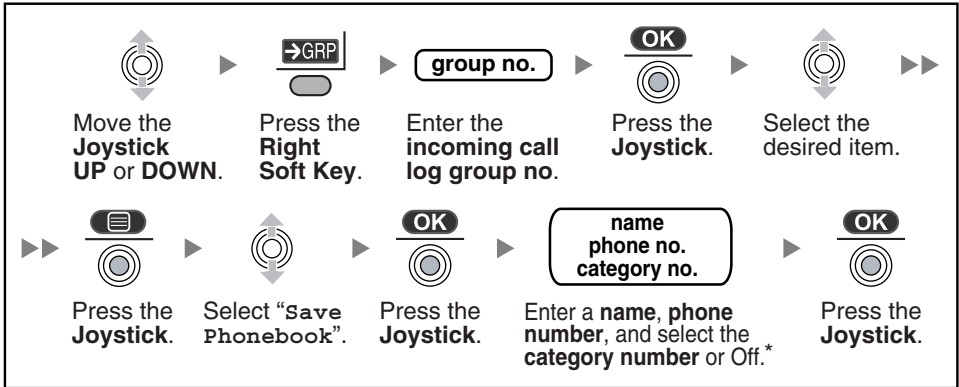 →GRP
group no.
OK
Move the
Joystick
UP or DOWN.
Press the
Right
Soft Key.
Enter the
incoming call
log group no.
Press the
Joystick.
Select the
desired item.
OK
name
phone no.
category no.
OK
Press the
Joystick.
Select “Save
Phonebook”.
Press the
Joystick.
Enter a name, phone
number, and select the
category number or Off.*
Press the
Joystick.